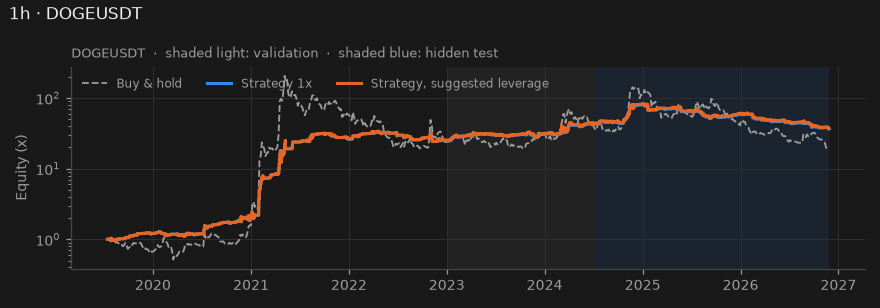 1h · DOGEUSDT
DOGEUSDT · shaded light: validation · shaded blue: hidden test
Buy & hold
Strategy 1x
Strategy, suggested leverage
Equity (x)
10²
10¹
10⁰
2020 2021 2022 2023 2024 2025 2026 2027